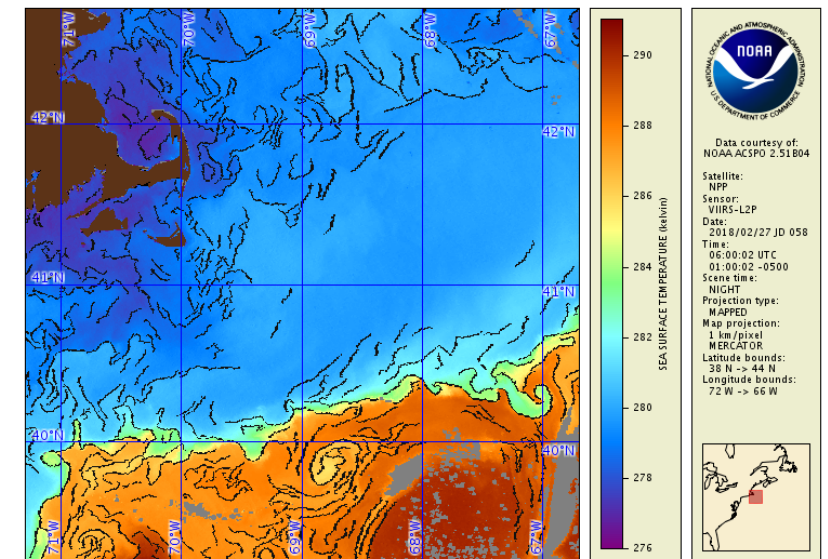 71°W
70°W
69°W
68°W
67°W
42°N
42°N
41°N
41°N
40°N
40°N
71°W
70°W
69°W
68°W
67°W
290
288
286
284
282
280
278
276
SEA SURFACE TEMPERATURE (kelvin)
NATIONAL OCEANIC AND ATMOSPHERIC ADMINISTRATION
NOAA
U.S. DEPARTMENT OF COMMERCE
Data courtesy of:
NOAA ACSPO 2.51B04
Satellite:
NPP
Sensor:
VIIRS-L2P
Date:
2018/02/27 JD 058
Time:
06:00:02 UTC
01:00:02 -0500
Scene time:
NIGHT
Projection type:
MAPPED
Map projection:
1 km/pixel
MERCATOR
Latitude bounds:
38 N -> 44 N
Longitude bounds:
72 W -> 66 W